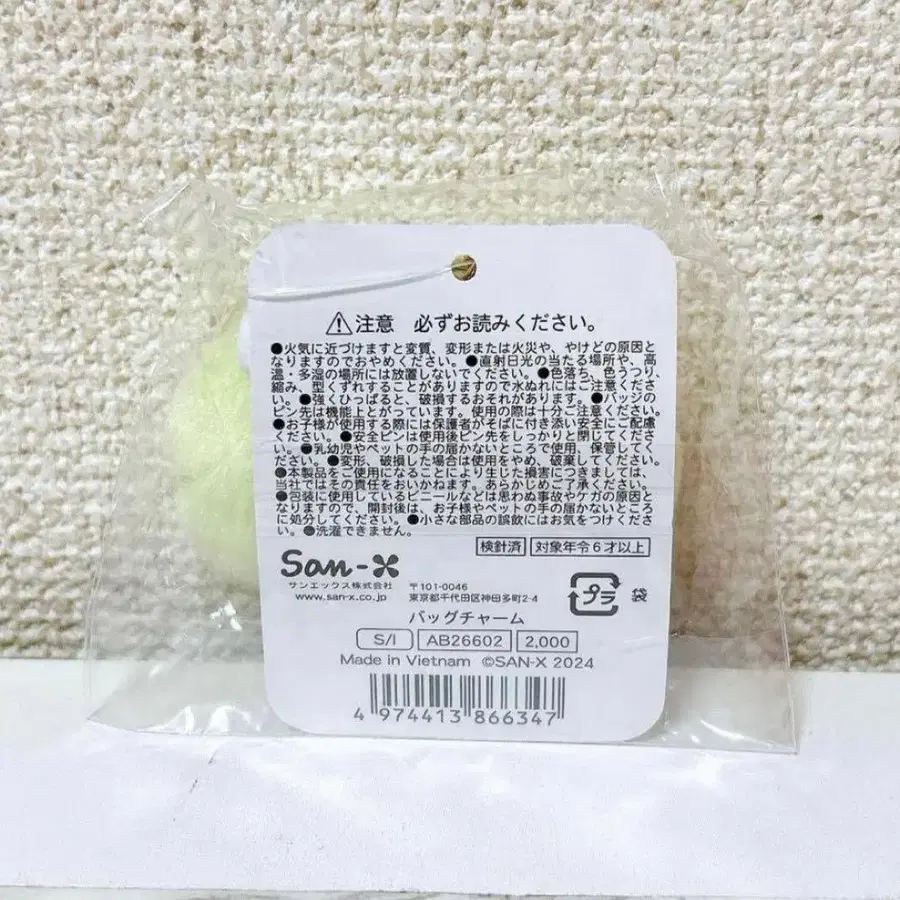 ⚠注意 必ずお読みください。
●火気に近づけますと変質、変形または火災や、やけどの原因と
なりますのでおやめください。●直射日光の当たる場所や、高
温・多湿の場所には放置しないでください。●色落ち、色うつり、
縮み、型くずれすることがありますので水ぬれにはご注意くださ
い。●強くひっぱると、破損するおそれがあります。●バッジの
ピン先は機能上とがっています。使用の際は十分ご注意ください。
●お子様が使用する際には保護者がそばに付き添い安全にご配慮
ください。●安全ピンは使用後ピン先をしっかりと閉じてくださ
い。●乳幼児やペットの手の届かないところで使用、保管してく
ださい。●変形、破損した場合は使用をやめ、破棄してください。
●本製品をご使用になることにより生じた損害につきましては、
当社ではその責任をおいかねます。あらかじめご了承ください。
●包装に使用しているビニールなどは思わぬ事故やケガの原因と
なりますので、開封後は、お子様やペットの手の届かないところ
に処分してください。●小さな部品の誤飲にはお気をつけくださ
い。●洗濯できません。
検針済 対象年令6才以上
San-X
サンエックス株式会社 〒101-0046
www.san-x.co.jp 東京都千代田区神田多町2-4
プラ 袋
バッグチャーム
S/I AB26602 2,000
Made in Vietnam ©SAN-X 2024
4 974413 866347